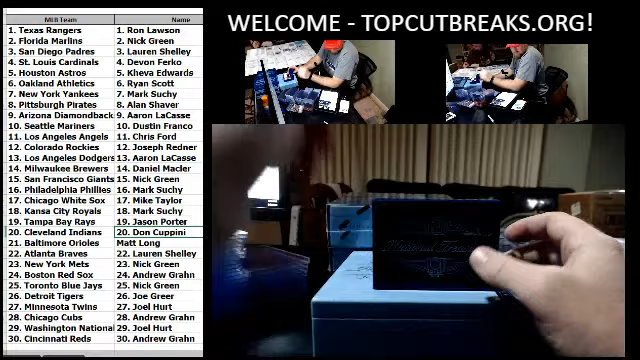 WELCOME - TOPCUTBREAKS.ORG!
MLB Team Name
1. Texas Rangers 1. Ron Lawson
2. Florida Marlins 2. Nick Green
3. San Diego Padres 3. Lauren Shelley
4. St. Louis Cardinals 4. Devon Ferko
5. Houston Astros 5. Kheva Edwards
6. Oakland Athletics 6. Ryan Scott
7. New York Yankees 7. Mark Suchy
8. Pittsburgh Pirates 8. Alan Shaver
9. Arizona Diamondback 9. Aaron LaCasse
10. Seattle Mariners 10. Dustin Franco
11. Los Angeles Angels 11. Chris Ford
12. Colorado Rockies 12. Joseph Redner
13. Los Angeles Dodgers 13. Aaron LaCasse
14. Milwaukee Brewers 14. Daniel Macler
15. San Francisco Giants 15. Nick Green
16. Philadelphia Phillies 16. Mark Suchy
17. Chicago White Sox 17. Mike Taylor
18. Kansa City Royals 18. Mark Suchy
19. Tampa Bay Rays 19. Jason Porter
20. Cleveland Indians 20. Don Cuppini
21. Baltimore Orioles Matt Long
22. Atlanta Braves 22. Lauren Shelley
23. New York Mets 23. Nick Green
24. Boston Red Sox 24. Andrew Grahn
25. Toronto Blue Jays 25. Nick Green
26. Detroit Tigers 26. Joe Greer
27. Minnesota Twins 27. Joel Hurt
28. Chicago Cubs 28. Andrew Grahn
29. Washington National 29. Joel Hurt
30. Cincinnati Reds 30. Andrew Grahn